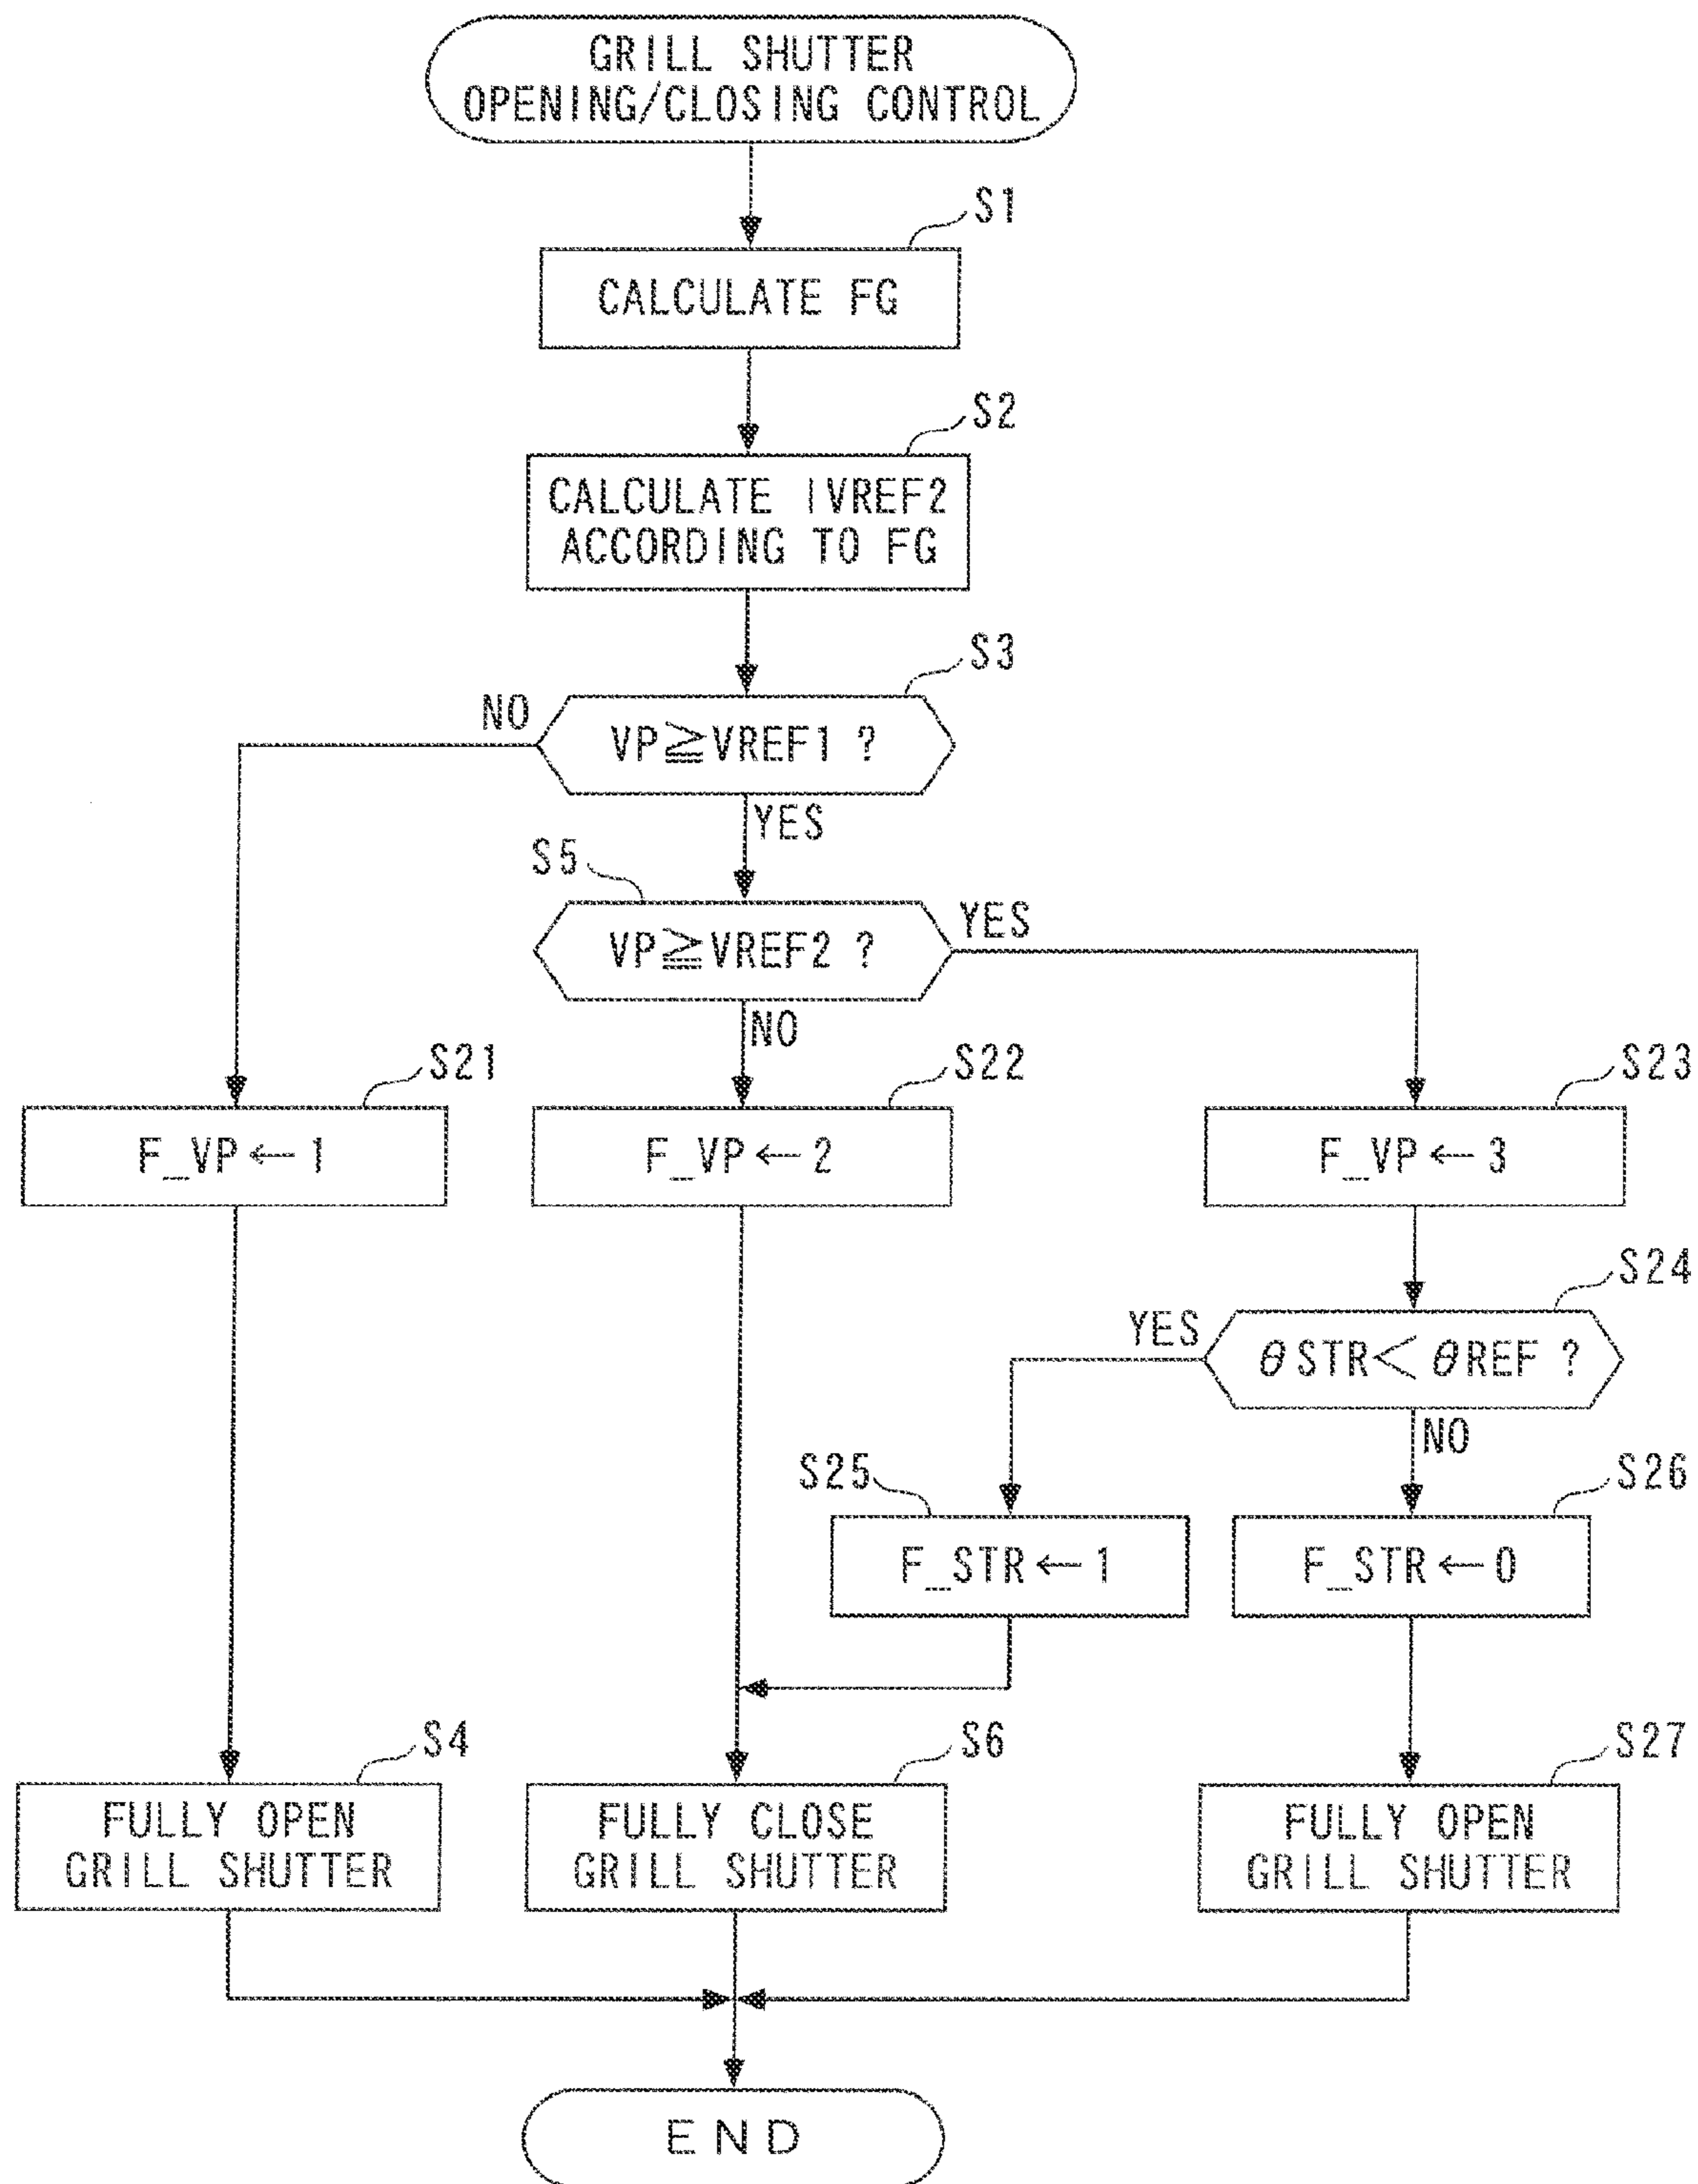 GRILL SHUTTER
OPENING/CLOSING CONTROL
S1
CALCULATE FG
S2
CALCULATE IVREF2
ACCORDING TO FG
S3
NO
VP≧VREF1 ?
YES
S5
VP≧VREF2 ?
YES
NO
S21
S22
S23
F_VP←1
F_VP←2
F_VP←3
S24
YES
θSTR<θREF ?
NO
S25
S26
F_STR←1
F_STR←0
S4
S6
S27
FULLY OPEN
GRILL SHUTTER
FULLY CLOSE
GRILL SHUTTER
FULLY OPEN
GRILL SHUTTER
END